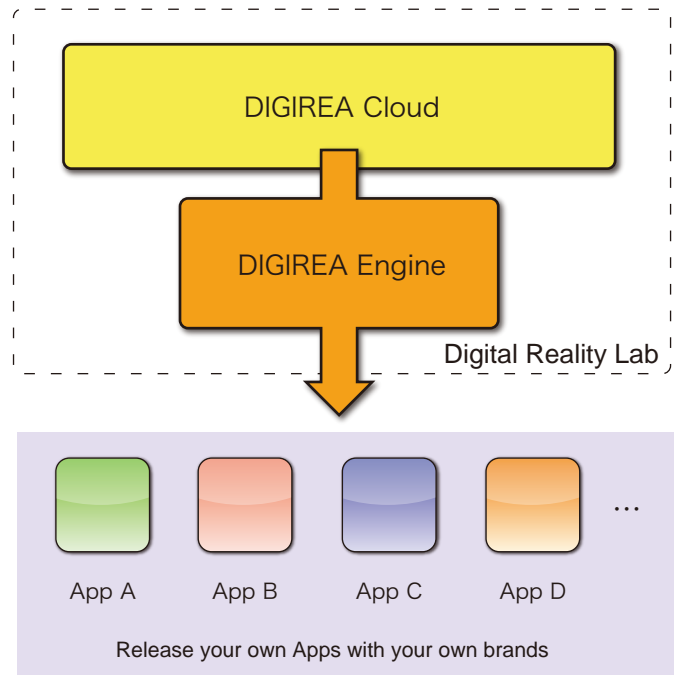 DIGIREA Cloud
DIGIREA Engine
Digital Reality Lab
App A
App B
App C
App D
…
Release your own Apps with your own brands